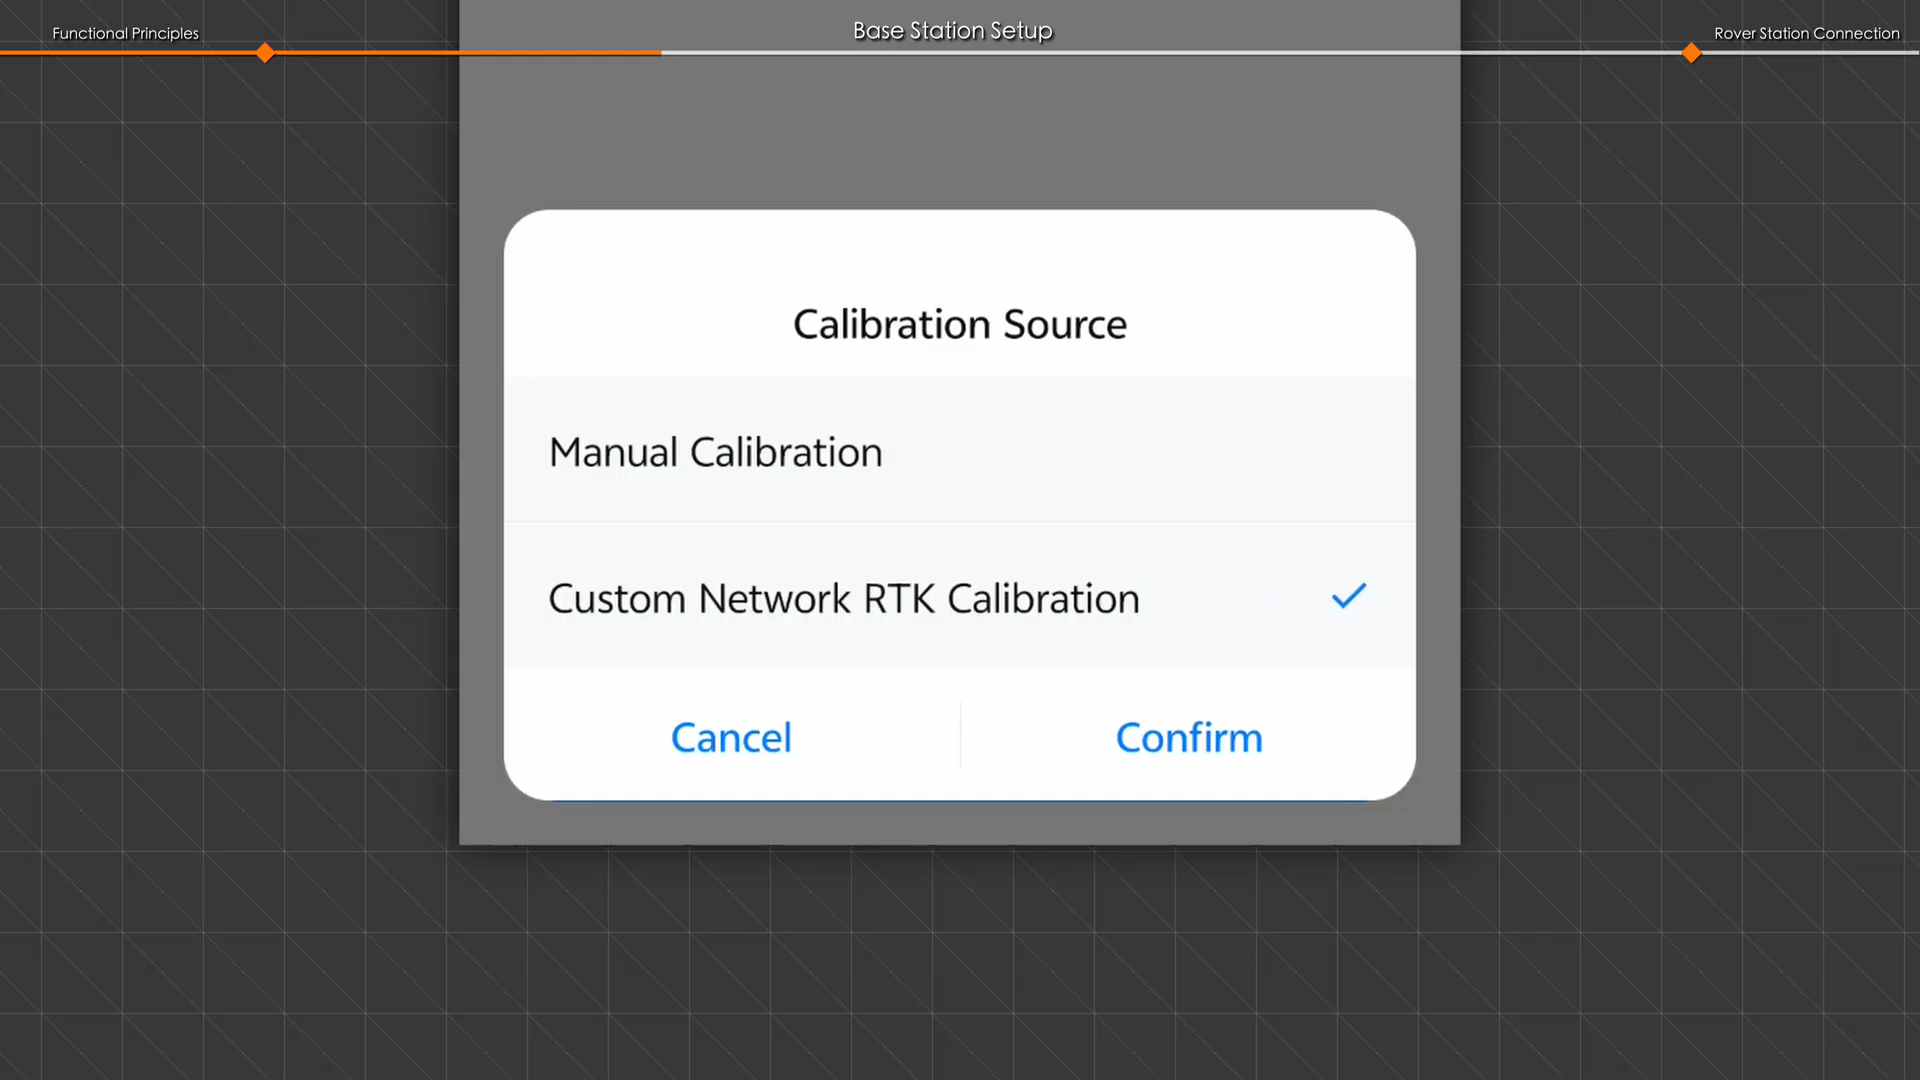 Functional Principles
Base Station Setup
Rover Station Connection
Calibration Source
Manual Calibration
Custom Network RTK Calibration
Cancel
Confirm